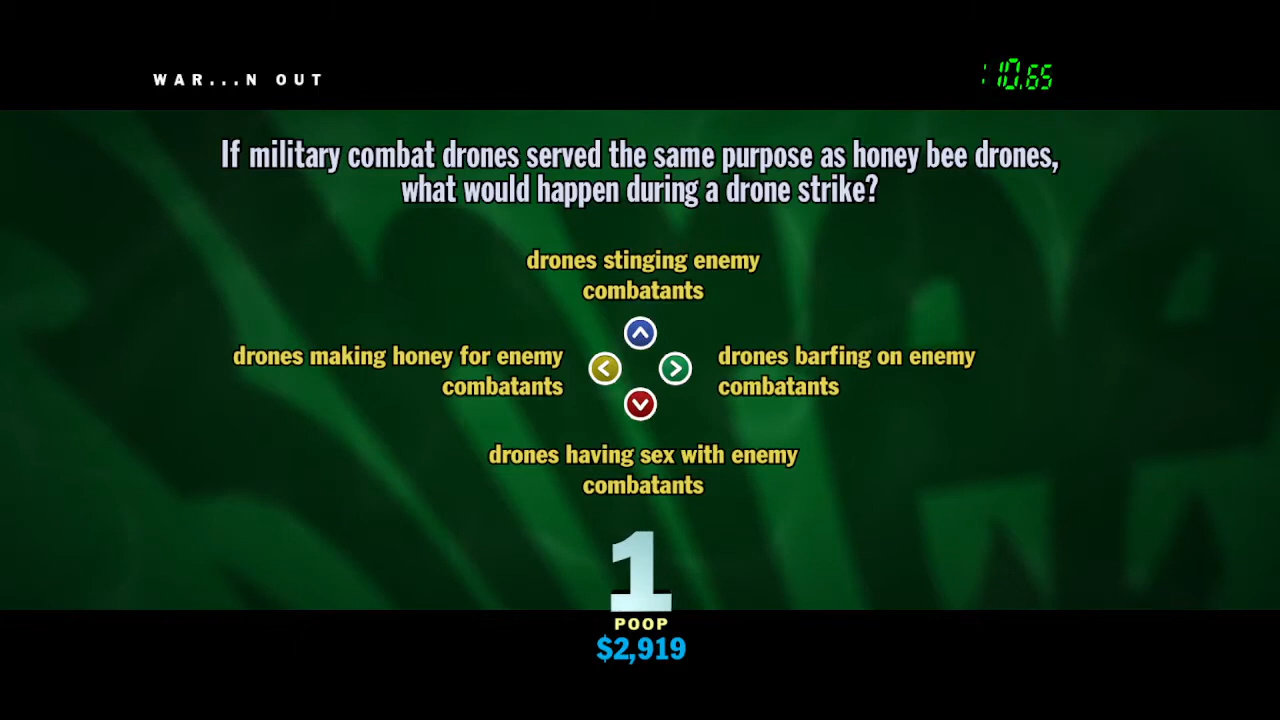 WAR...N OUT
:10.65
If military combat drones served the same purpose as honey bee drones,
what would happen during a drone strike?
drones stinging enemy
combatants
drones making honey for enemy
combatants
drones barfing on enemy
combatants
drones having sex with enemy
combatants
1
POOP
$2,919